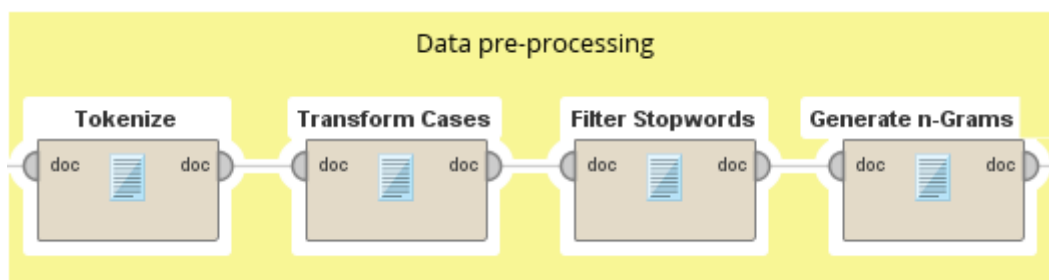 Data pre-processing
Tokenize
Transform Cases
Filter Stopwords
Generate n-Grams
doc doc doc doc doc doc doc doc